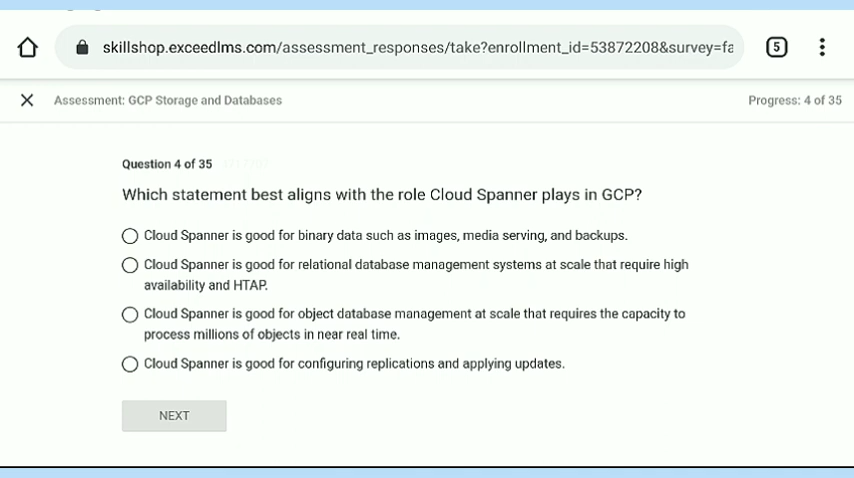 skillshop.exceedlms.com/assessment_responses/take?enrollment_id=53872208&survey=fa
5
Assessment: GCP Storage and Databases
Progress: 4 of 35
Question 4 of 35
Which statement best aligns with the role Cloud Spanner plays in GCP?
Cloud Spanner is good for binary data such as images, media serving, and backups.
Cloud Spanner is good for relational database management systems at scale that require high
availability and HTAP.
Cloud Spanner is good for object database management at scale that requires the capacity to
process millions of objects in near real time.
Cloud Spanner is good for configuring replications and applying updates.
NEXT